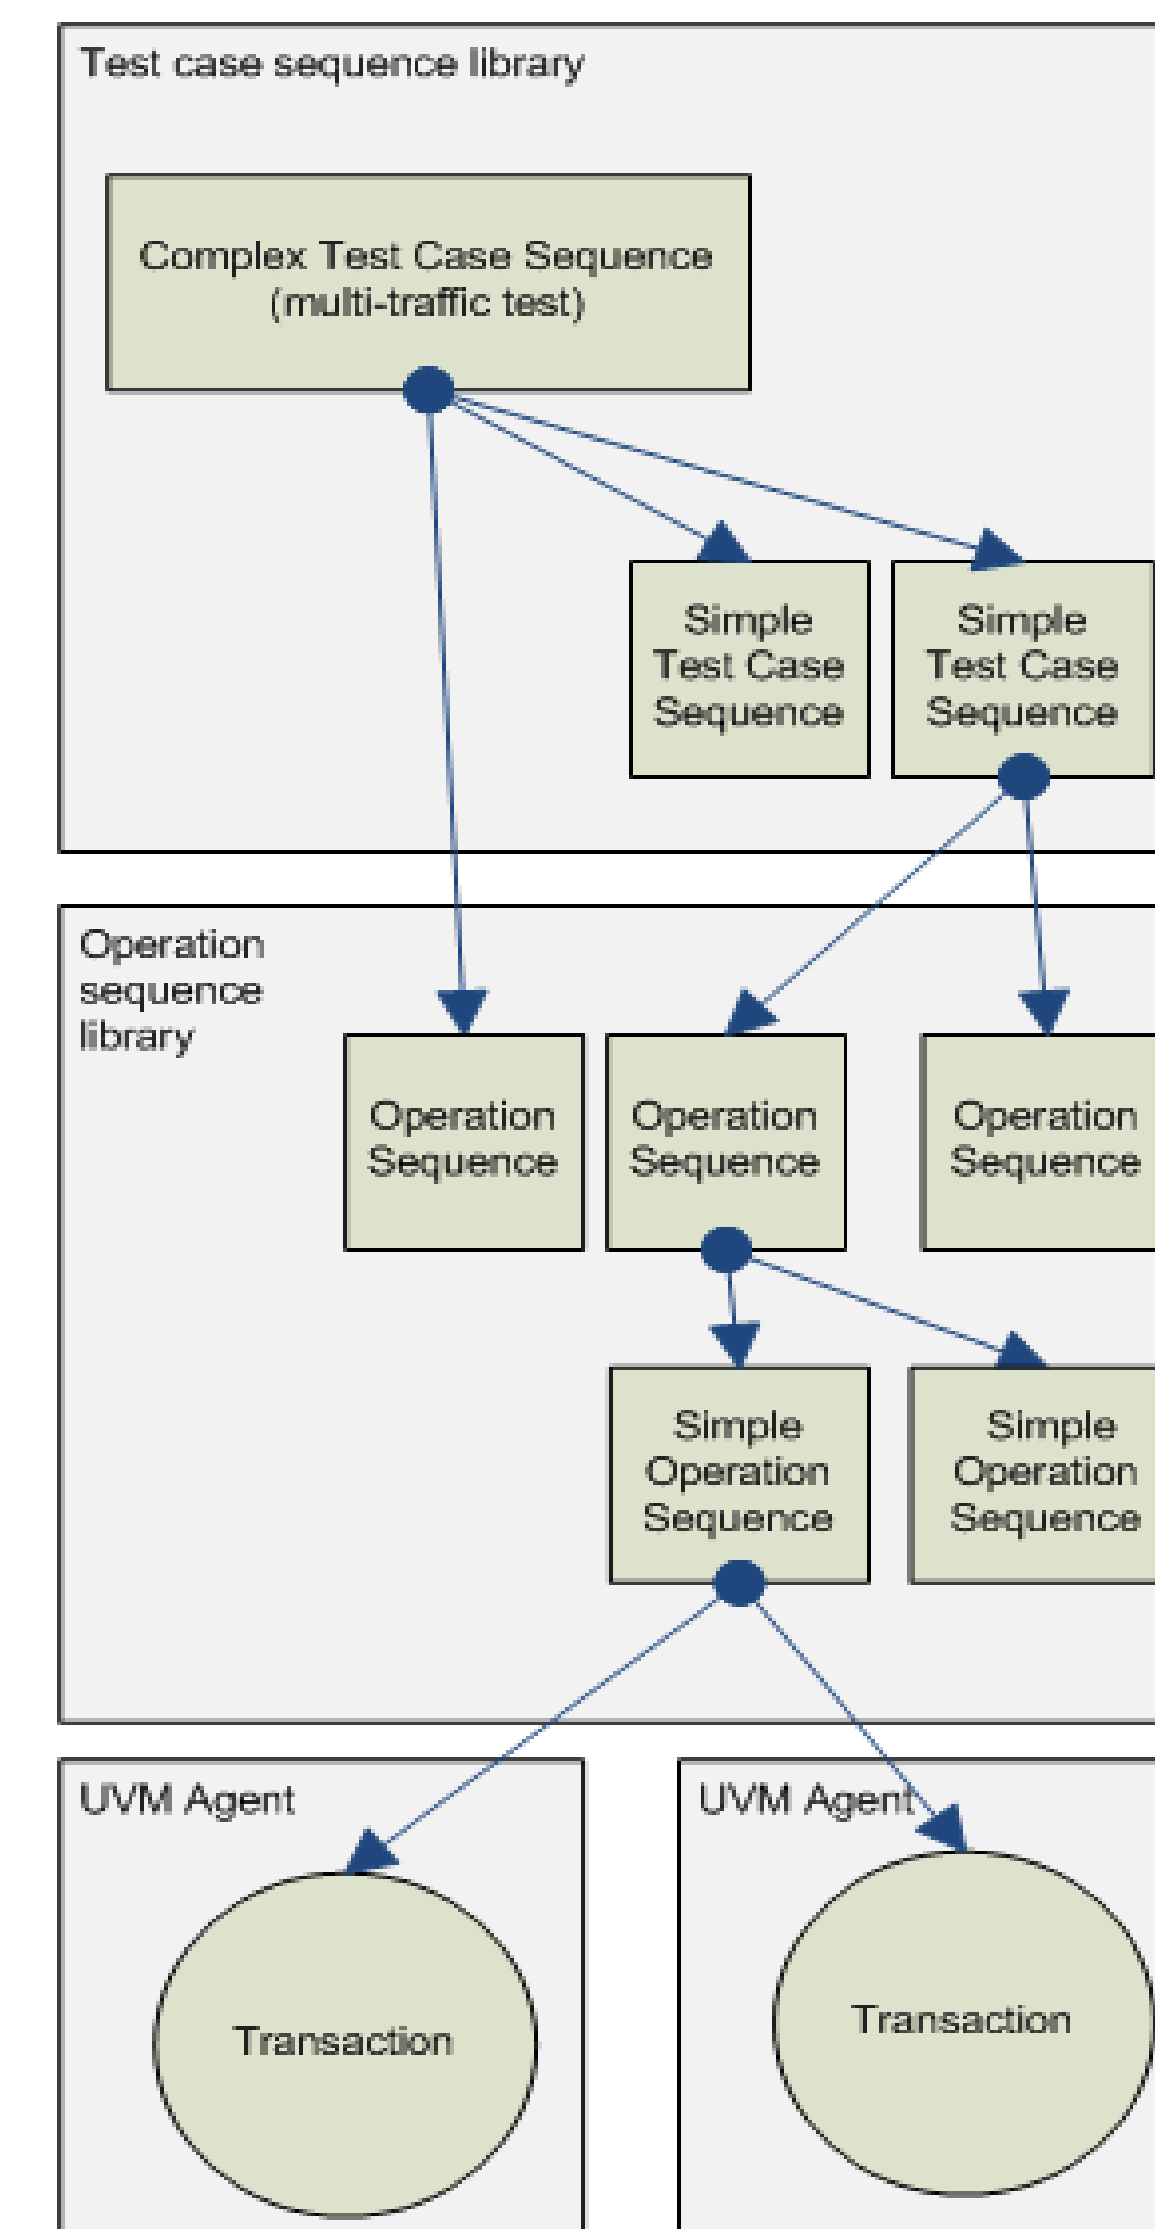 Test case sequence library
Complex Test Case Sequence
(multi-traffic test)
Simple
Test Case
Sequence
Simple
Test Case
Sequence
Operation
sequence
library
Operation
Sequence
Operation
Sequence
Operation
Sequence
Simple
Operation
Sequence
Simple
Operation
Sequence
UVM Agent
UVM Agent
Transaction
Transaction